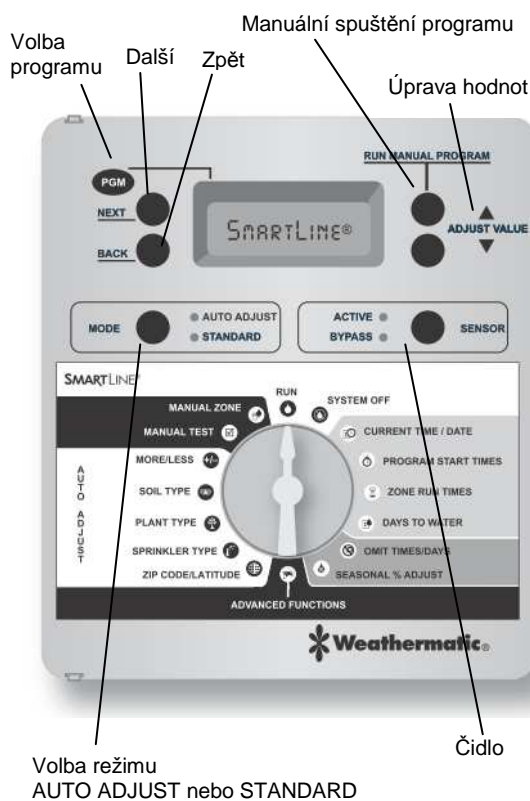 Manuální spuštění programu
Volba
programu
Další
Zpět
Úprava hodnot
RUN MANUAL PROGRAM
PGM
NEXT
SMARTLINE®
ADJUST VALUE
BACK
MODE
AUTO ADJUST
STANDARD
ACTIVE
BYPASS
SENSOR
SMARTLINE®
RUN
MANUAL ZONE
SYSTEM OFF
MANUAL TEST
CURRENT TIME / DATE
MORE/LESS
PROGRAM START TIMES
SOIL TYPE
ZONE RUN TIMES
PLANT TYPE
DAYS TO WATER
SPRINKLER TYPE
OMIT TIMES/DAYS
ZIP CODE/LATITUDE
SEASONAL % ADJUST
AUTO ADJUST
ADVANCED FUNCTIONS
Weathermatic®
Čidlo
Volba režimu
AUTO ADJUST nebo STANDARD